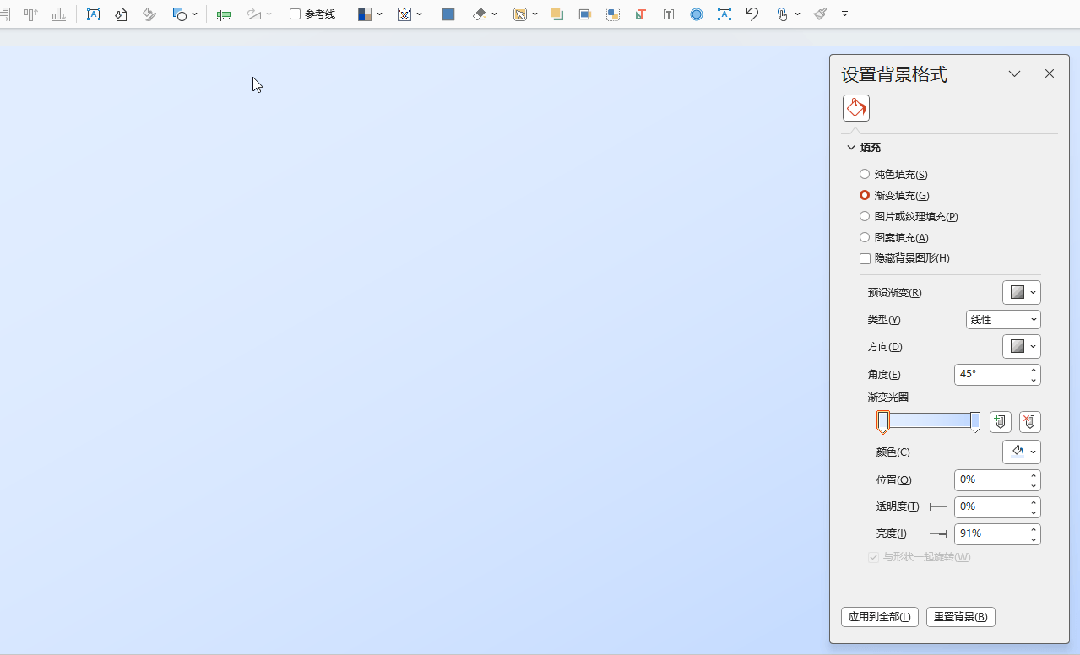 参考线
设置背景格式
填充
纯色填充(S)
渐变填充(G)
图片或纹理填充(P)
图案填充(A)
隐藏背景图形(H)
预设渐变(R)
类型(Y) 线性
方向(D)
角度(E) 45°
渐变光圈
颜色(C)
位置(O) 0%
透明度(T) 0%
亮度(I) 91%
与形状一起旋转(W)
应用到全部(L) 重置背景(B)